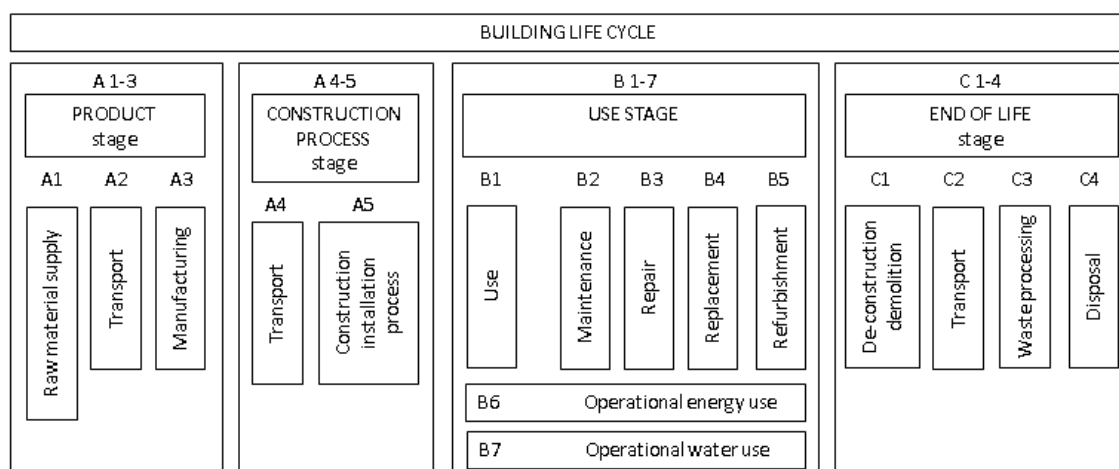 BUILDING LIFE CYCLE
A 1-3
PRODUCT
stage
A1
A2
A3
Raw material supply
Transport
Manufacturing
A 4-5
CONSTRUCTION
PROCESS
stage
A4
A5
Transport
Construction
installation
process
B 1-7
USE STAGE
B1
B2
B3
B4
B5
Use
Maintenance
Repair
Replacement
Refurbishment
B6 Operational energy use
B7 Operational water use
C 1-4
END OF LIFE
stage
C1
C2
C3
C4
De-construction
demolition
Transport
Waste processing
Disposal